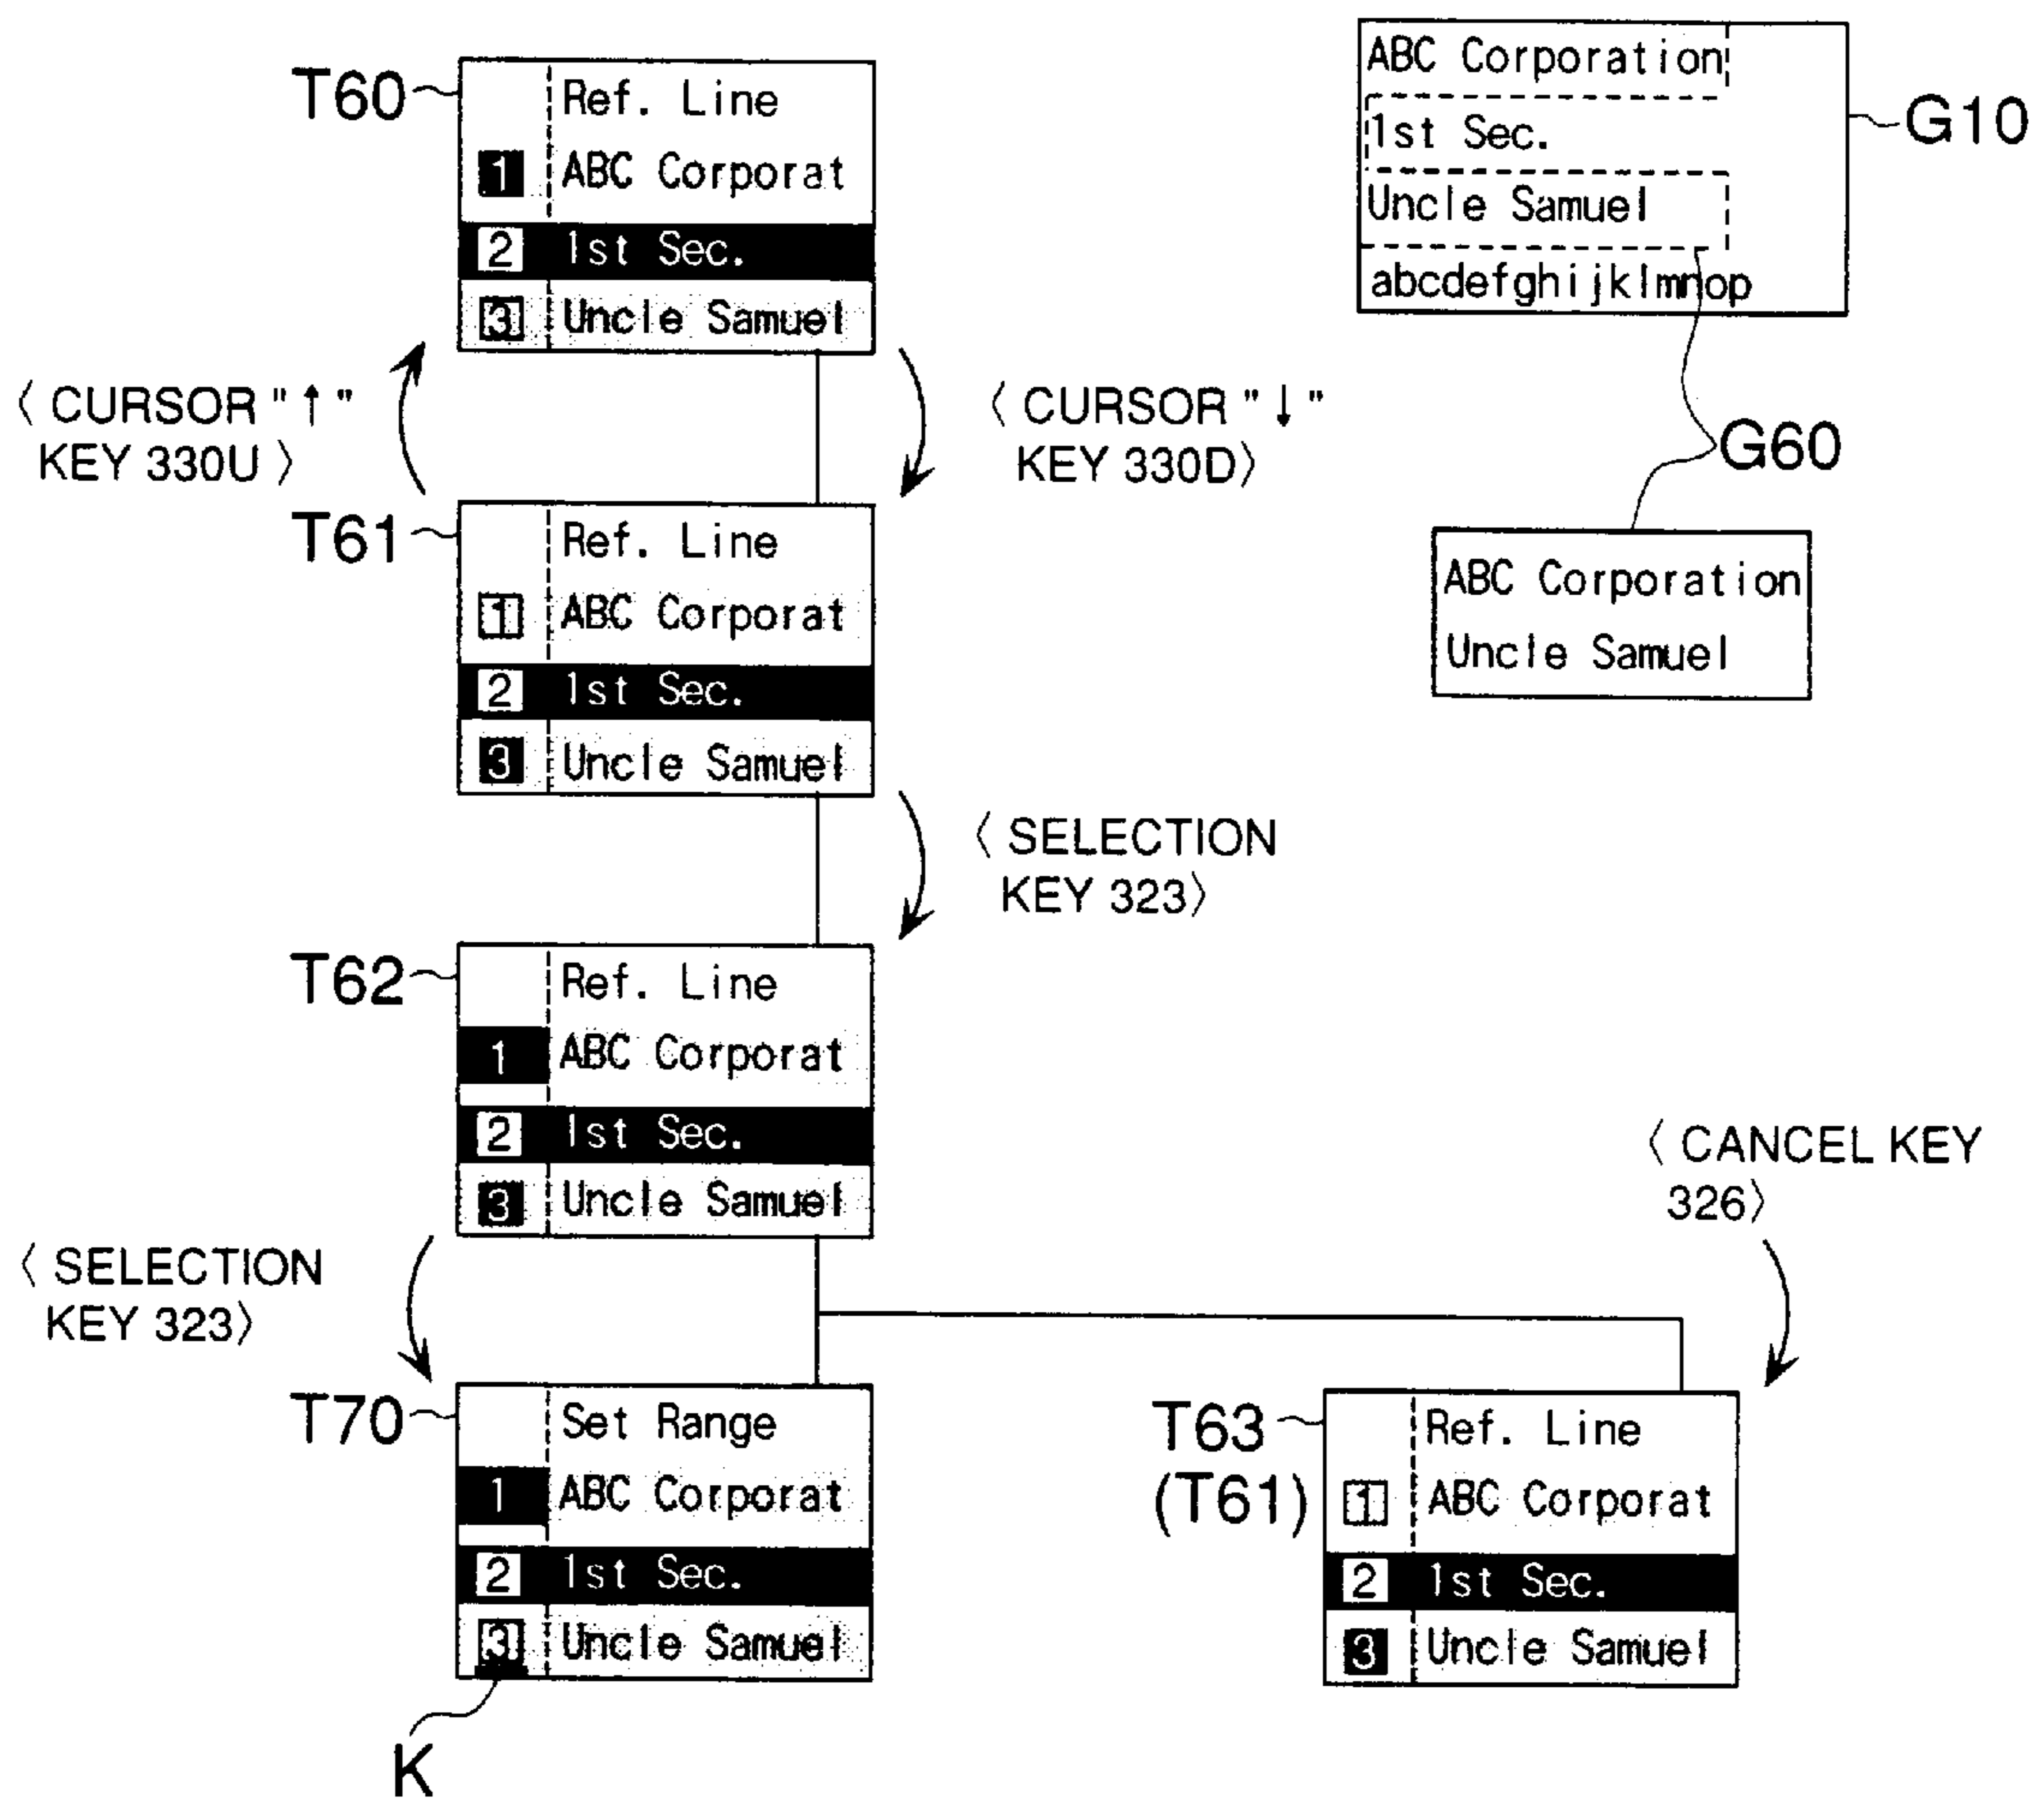 T60
Ref. Line
1 ABC Corporat
2 1st Sec.
3 Uncle Samuel
ABC Corporation
1st Sec.
Uncle Samuel
abcdefghijklmnop
G10
〈 CURSOR "↑"
KEY 330U 〉
〈 CURSOR "↓"
KEY 330D〉
G60
ABC Corporation
Uncle Samuel
T61
Ref. Line
1 ABC Corporat
2 1st Sec.
3 Uncle Samuel
〈 SELECTION
KEY 323〉
T62
Ref. Line
1 ABC Corporat
2 1st Sec.
3 Uncle Samuel
〈 SELECTION
KEY 323〉
〈 CANCEL KEY
326〉
T70
Set Range
1 ABC Corporat
2 1st Sec.
3 Uncle Samuel
K
T63
(T61)
Ref. Line
1 ABC Corporat
2 1st Sec.
3 Uncle Samuel